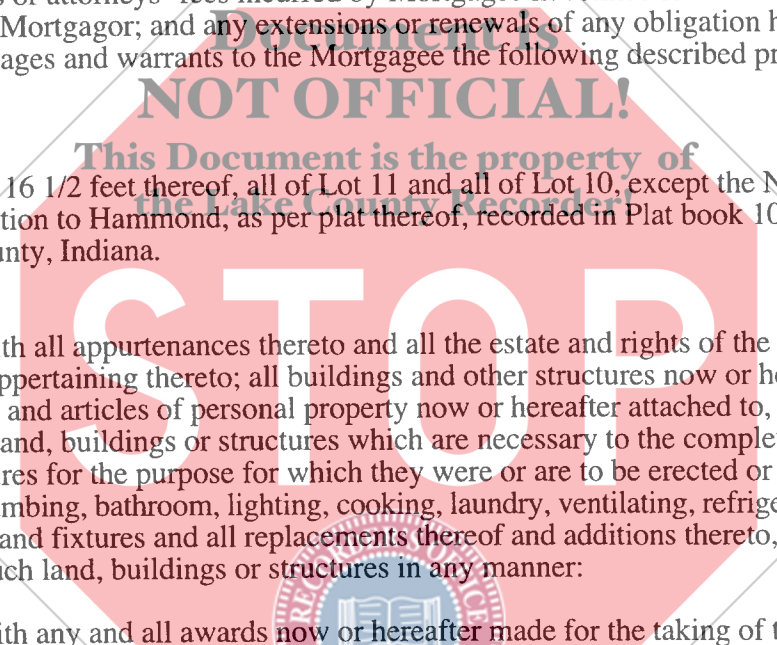 s or attorneys' fees incurred by Mortgagee
Mortgagor; and any extensions or renewals of any obligation h
Document is
ages and warrants to the Mortgagee the following described pr
NOT OFFICIAL!
This Document is the property of
16 1/2 feet thereof, all of Lot 11 and all of Lot 10, except the N
the Lake County Recorder!
tion to Hammond, as per plat thereof, recorded in Plat book 10
unty, Indiana.
STOP
th all appurtenances thereto and all the estate and rights of the
ppertaining thereto; all buildings and other structures now or he
and articles of personal property now or hereafter attached to,
and, buildings or structures which are necessary to the complet
res for the purpose for which they were or are to be erected or
mbing, bathroom, lighting, cooking, laundry, ventilating, refrige
and fixtures and all replacements thereof and additions thereto,
uch land, buildings or structures in any manner:
RECORDER'S OFFICE
ith any and all awards now or hereafter made for the taking of t